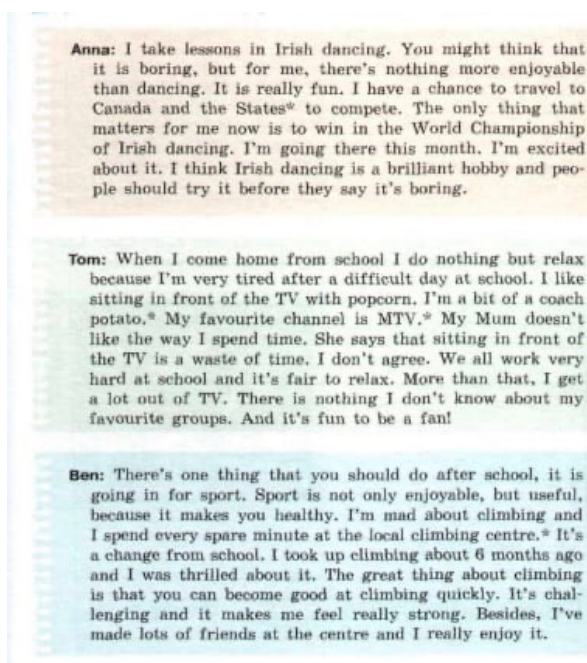 Anna: I take lessons in Irish dancing. You might think that
it is boring, but for me, there's nothing more enjoyable
than dancing. It is really fun. I have a chance to travel to
Canada and the States* to compete. The only thing that
matters for me now is to win in the World Championship
of Irish dancing. I'm going there this month. I'm excited
about it. I think Irish dancing is a brilliant hobby and peo-
ple should try it before they say it's boring.
Tom: When I come home from school I do nothing but relax
because I'm very tired after a difficult day at school. I like
sitting in front of the TV with popcorn. I'm a bit of a coach
potato.* My favourite channel is MTV.* My Mum doesn't
like the way I spend time. She says that sitting in front of
the TV is a waste of time. I don't agree. We all work very
hard at school and it's fair to relax. More than that, I get
a lot out of TV. There is nothing I don't know about my
favourite groups. And it's fun to be a fan!
Ben: There's one thing that you should do after school, it is
going in for sport. Sport is not only enjoyable, but useful,
because it makes you healthy. I'm mad about climbing and
I spend every spare minute at the local climbing centre.* It's
a change from school. I took up climbing about 6 months ago
and I was thrilled about it. The great thing about climbing
is that you can become good at climbing quickly. It's chal-
lenging and it makes me feel really strong. Besides, I've
made lots of friends at the centre and I really enjoy it.